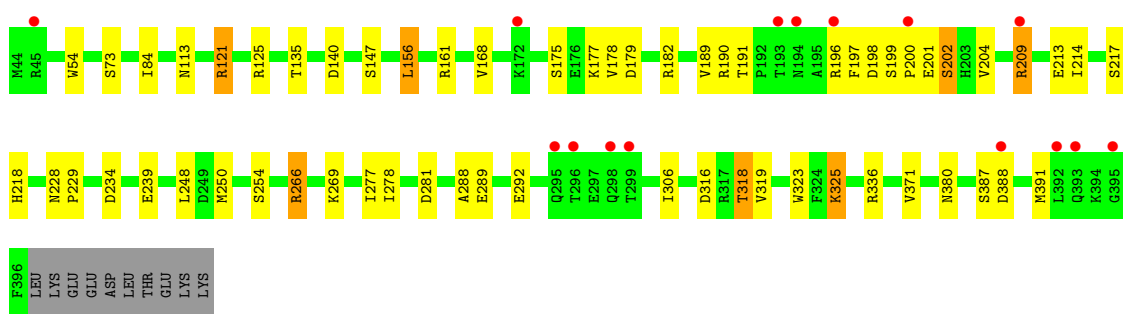 M44 R45 W54 S73 I84 N113 R121 R125 T135 D140 S147 L156 R161 V168 K172 S175 E176 K177 V178 D179 R182 V189 R190 T191 P192 T193 N194 A195 R196 F197 D198 S199 P200 E201 S202 H203 V204 R209 E213 I214 S217
H218 N228 P229 D234 E239 L248 D249 M250 S254 R266 K269 I277 I278 D281 A288 E289 E292 Q295 T296 E297 Q298 T299 I306 D316 R317 T318 V319 W323 F324 K325 R336 V371 N380 S387 D388 M391 L392 Q393 K394 G395
F396 LEU LYS GLU GLU ASP LEU THR GLU LYS LYS